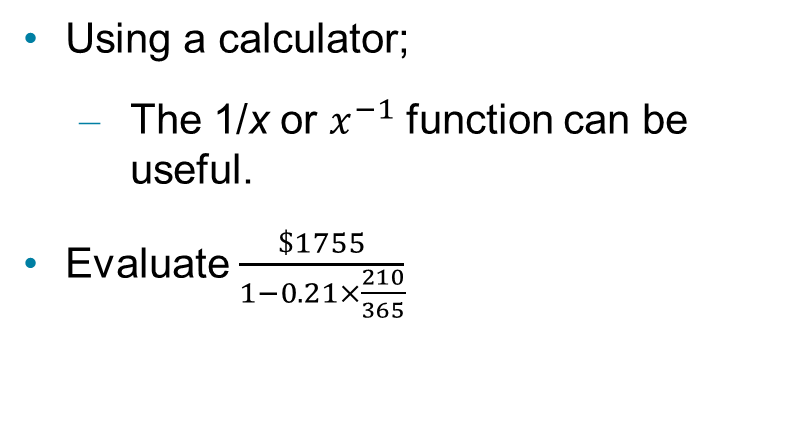 • Using a calculator;
– The 1/x or 𝑥⁻¹ function can be
useful.
• Evaluate $1755 / (1−0.21×210/365)